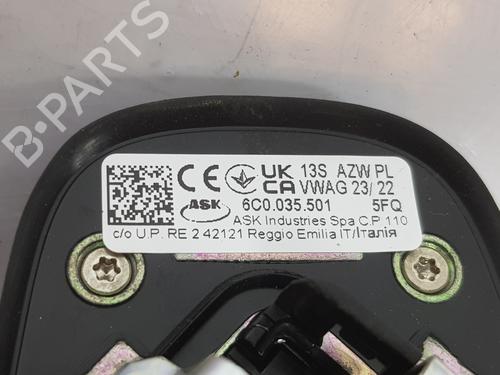 13S AZW PL
UK CA VWAG 23/22
ASK 6C0.035.501 5FQ
ASK Industries Spa C.P. 110
c/o U.P. RE 2 42121 Reggio Emilia IT/Італія
B-PARTS